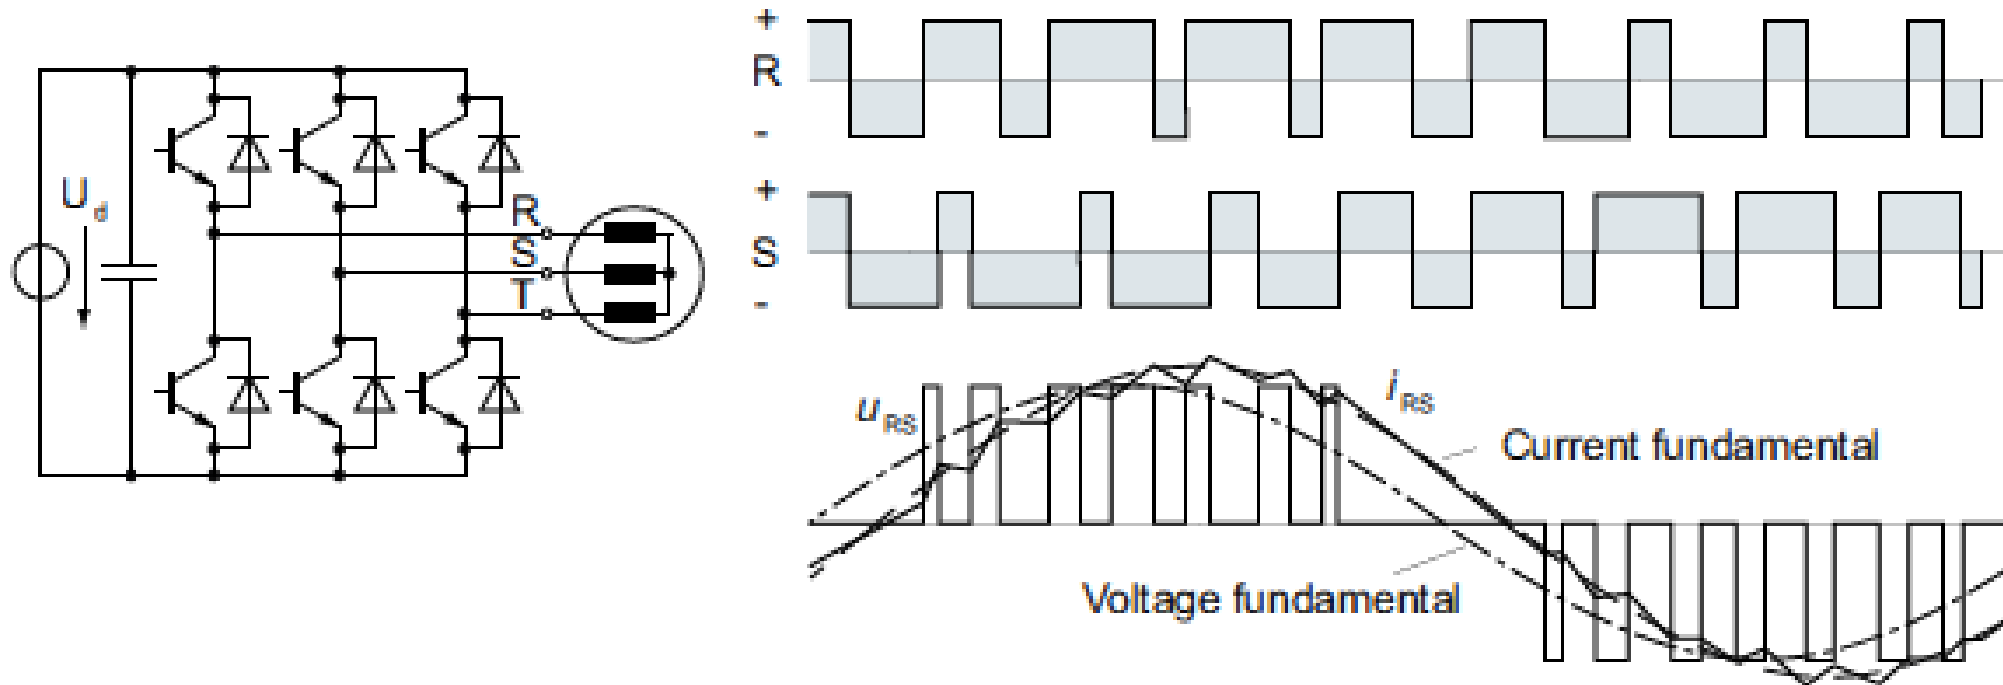 U d
R
S
T
+
R
-
+
S
-
u RS
i RS
Current fundamental
Voltage fundamental